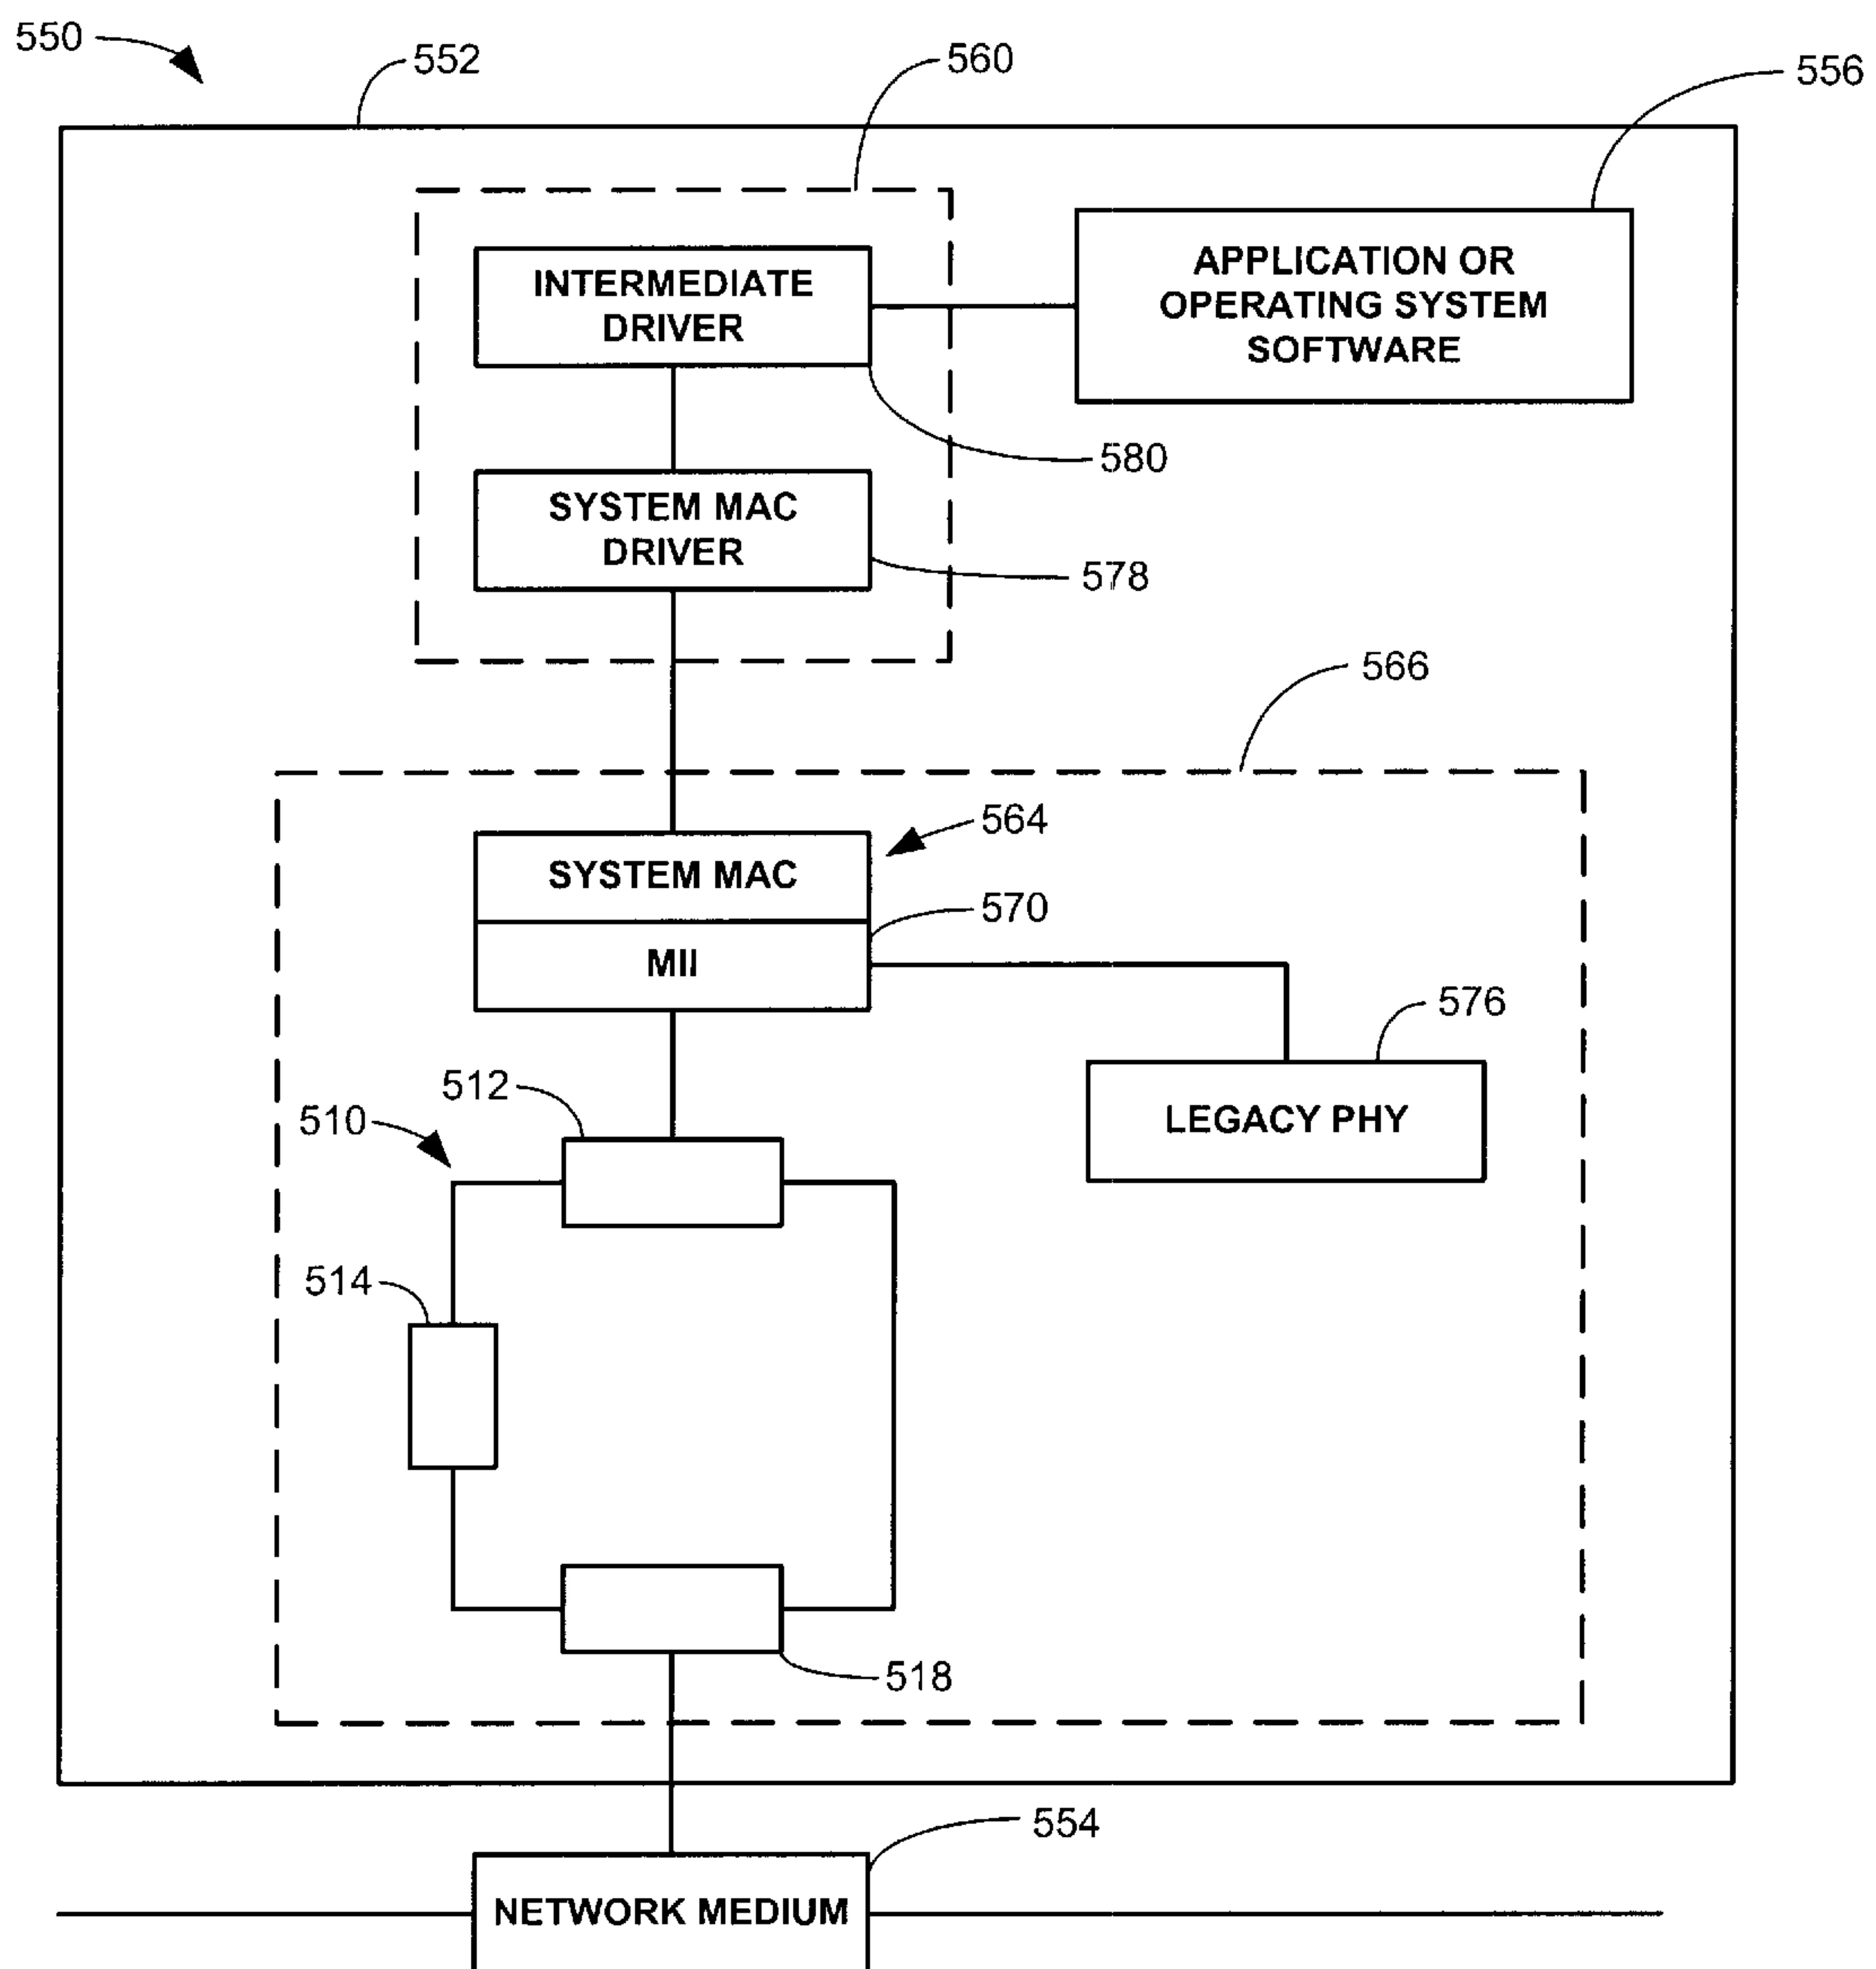 550
552
560
556
INTERMEDIATE
DRIVER
APPLICATION OR
OPERATING SYSTEM
SOFTWARE
580
SYSTEM MAC
DRIVER
578
566
564
SYSTEM MAC
570
MII
576
512
510
LEGACY PHY
514
518
554
NETWORK MEDIUM